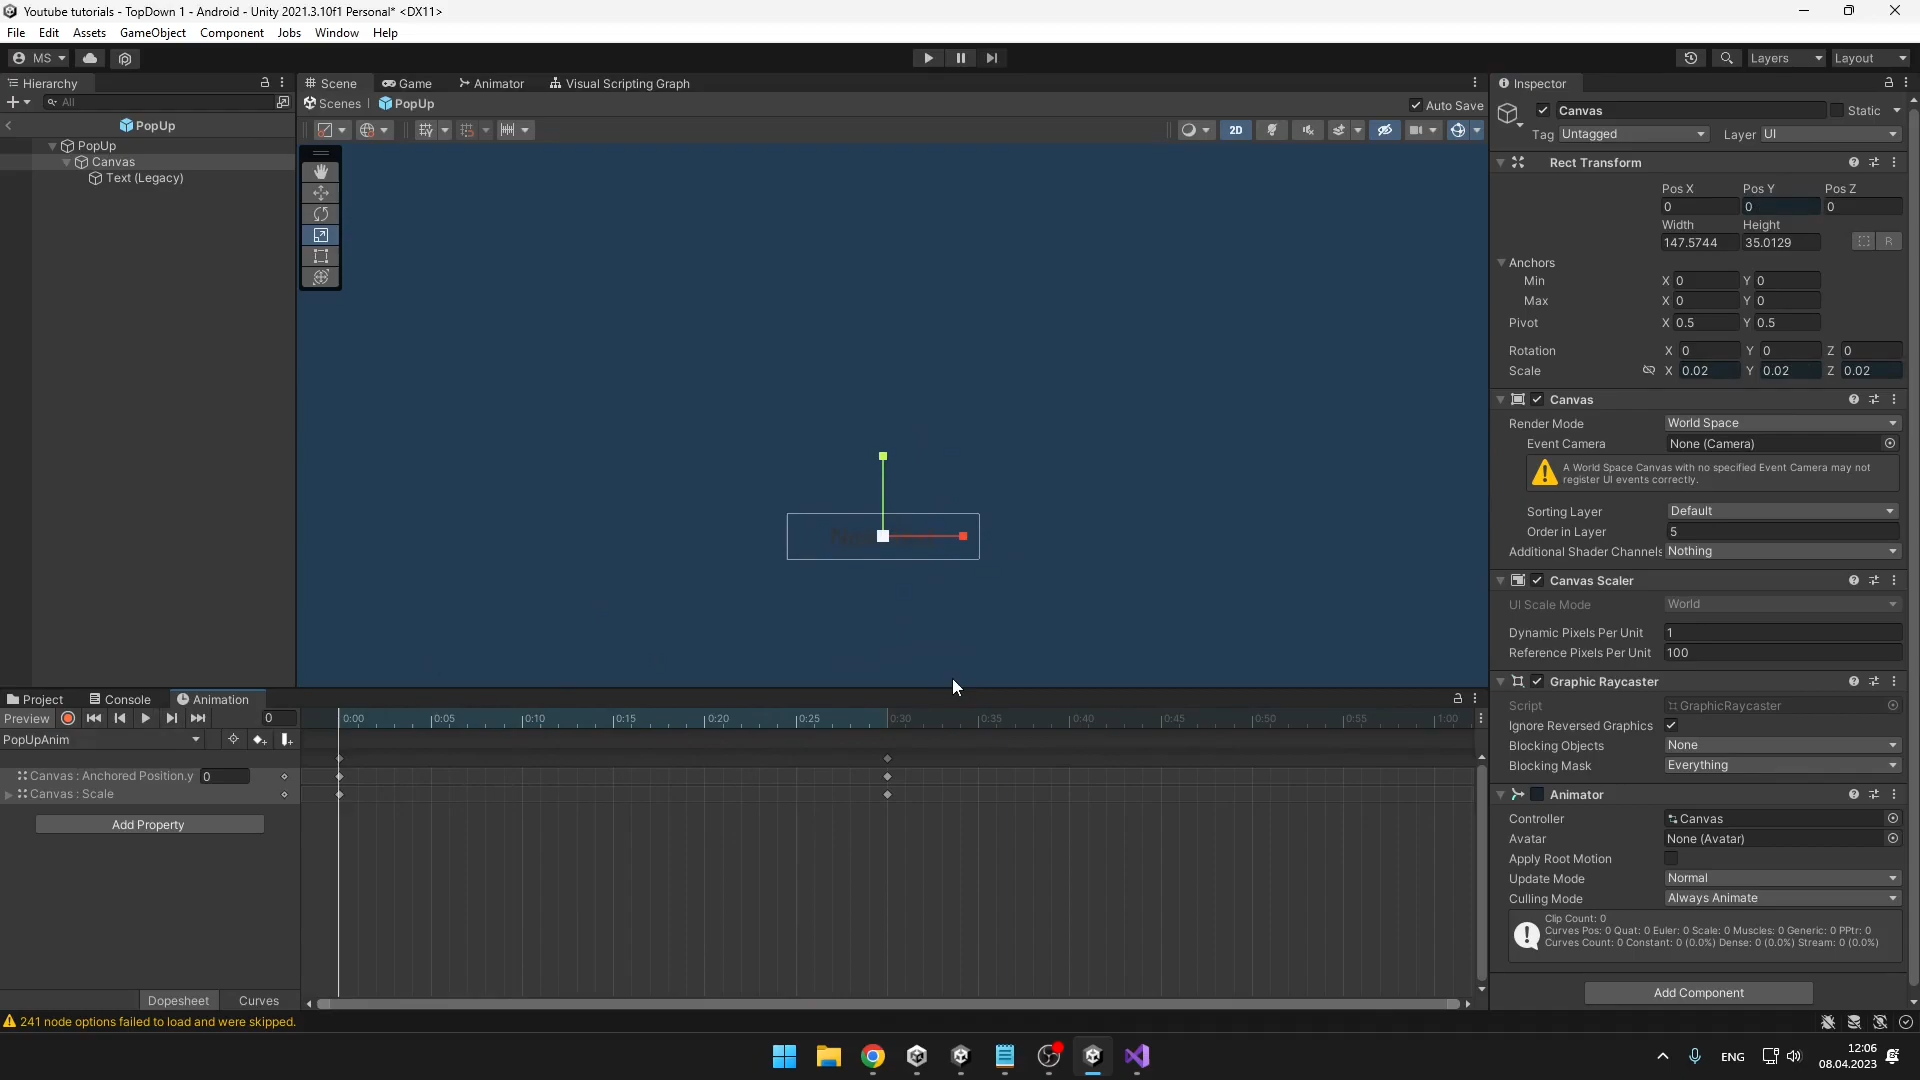 Youtube tutorials - TopDown 1 - Android - Unity 2021.3.10f1 Personal* <DX11>
File Edit Assets GameObject Component Jobs Window Help
MS Layers Layout
Hierarchy Scene Game Animator Visual Scripting Graph Inspector
All Scenes PopUp Auto Save Canvas Static
PopUp 2D Tag Untagged Layer UI
PopUp
Canvas
Text (Legacy)
Rect Transform
Pos X Pos Y Pos Z
0 0 0
Width Height
147.5744 35.0129 R
Anchors
Min X 0 Y 0
Max X 0 Y 0
Pivot X 0.5 Y 0.5
Rotation X 0 Y 0 Z 0
Scale X 0.02 Y 0.02 Z 0.02
Canvas
Render Mode World Space
Event Camera None (Camera)
A World Space Canvas with no specified Event Camera may not
register UI events correctly.
Sorting Layer Default
Order in Layer 5
Additional Shader Channels Nothing
Canvas Scaler
UI Scale Mode World
Dynamic Pixels Per Unit 1
Reference Pixels Per Unit 100
Graphic Raycaster
Script GraphicRaycaster
Ignore Reversed Graphics
Blocking Objects None
Blocking Mask Everything
Animator
Controller Canvas
Avatar None (Avatar)
Apply Root Motion
Update Mode Normal
Culling Mode Always Animate
Clip Count: 0
Curves Pos: 0 Quat: 0 Euler: 0 Scale: 0 Muscles: 0 Generic: 0 PPtr: 0
Curves Count: 0 Constant: 0 (0.0%) Dense: 0 (0.0%) Stream: 0 (0.0%)
Add Component
Project Console Animation
Preview 0 0:00 0:05 0:10 0:15 0:20 0:25 0:30 0:35 0:40 0:45 0:50 0:55 1:00
PopUpAnim
Canvas : Anchored Position.y 0
Canvas : Scale
Add Property
Dopesheet Curves
241 node options failed to load and were skipped.
ENG 12:06
08.04.2023